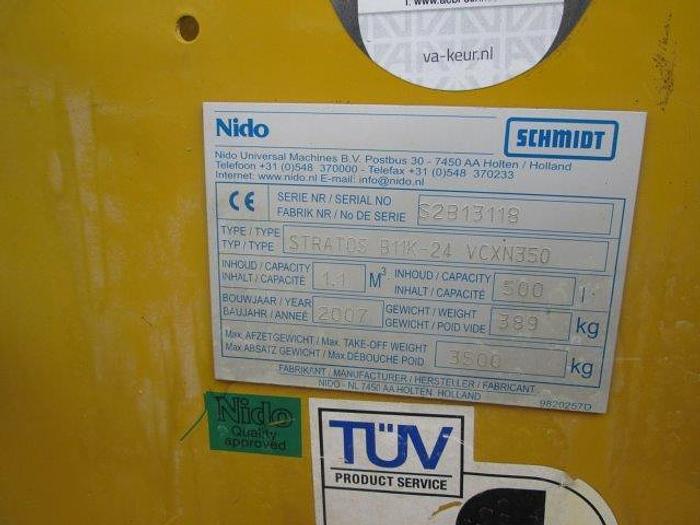 va-keur.nl
Nido
SCHMIDT
Nido Universal Machines B.V. Postbus 30 - 7450 AA Holten / Holland
Telefoon +31 (0)548 370000 - Telefax +31 (0)548 370233
Internet: www.nido.nl E-mail: info@nido.nl
CE
SERIE NR / SERIAL NO
FABRIK NR / No DE SERIE
S2B13118
TYPE / TYPE /
TYP / TYPE
STRATOS B11K-24 VCXN350
INHOUD / CAPACITY
INHALT / CAPACITÉ
1.1 M³
INHOUD / CAPACITY
INHALT / CAPACITÉ
500 l
BOUWJAAR / YEAR
BAUJAHR / ANNEÉ
2007
GEWICHT / WEIGHT
GEWICHT / POID VIDE
389 kg
Max. AFZETGEWICHT / Max. TAKE-OFF WEIGHT
Max ABSATZ GEWICHT / Max.DÉBOUCHE POID
3500 kg
FABRIKANT / MANUFACTURER / HERSTELLER / FABRICANT
NIDO - NL 7450 AA HOLTEN, HOLLAND
9820257D
Nido
Quality
approved
TÜV
PRODUCT SERVICE